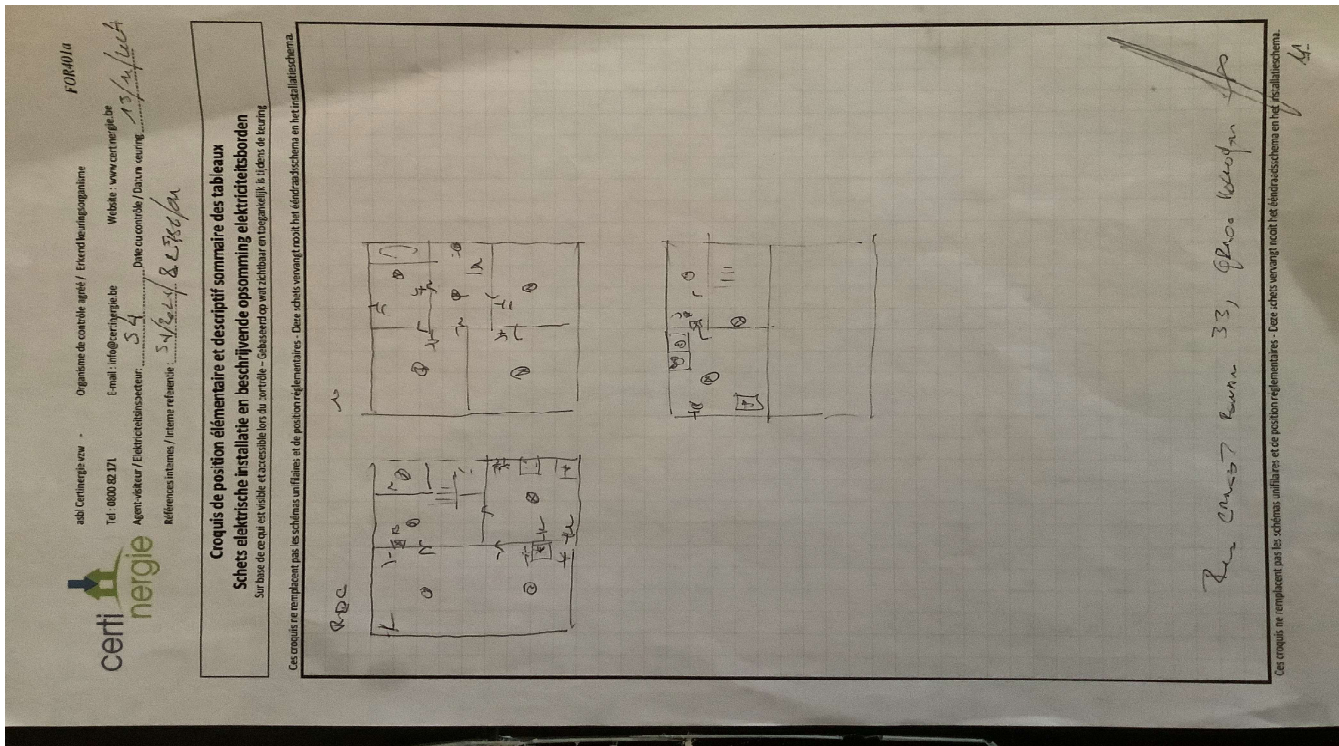 certi
nergie
FOR401a
asbl Certinergie vzw - Organisme de contrôle agréé / Erkend keuringsorganisme
Tel : 0800 82 171 E-mail : info@certinergie.be Website : www.certinergie.be
Agent-visiteur / Elektriciteitsinspecteur: 54 Date du contrôle / Datum keuring
Références internes / Interne referentie :
Croquis de position élémentaire et descriptif sommaire des tableaux
Schets elektrische installatie en beschrijvende opsomming elektriciteitsborden
Sur base de ce qui est visible et accessible lors du contrôle – Gebaseerd op wat zichtbaar en toegankelijk is tijdens de keuring
Ces croquis ne remplacent pas les schémas unifilaires et de position réglementaires - Deze schets vervangt nooit het ééndraadsschema en het installatieschema.
RDC
33,
Ces croquis ne remplacent pas les schémas unifilaires et de position réglementaires - Deze schets vervangt nooit het ééndraadsschema en het installatieschema.